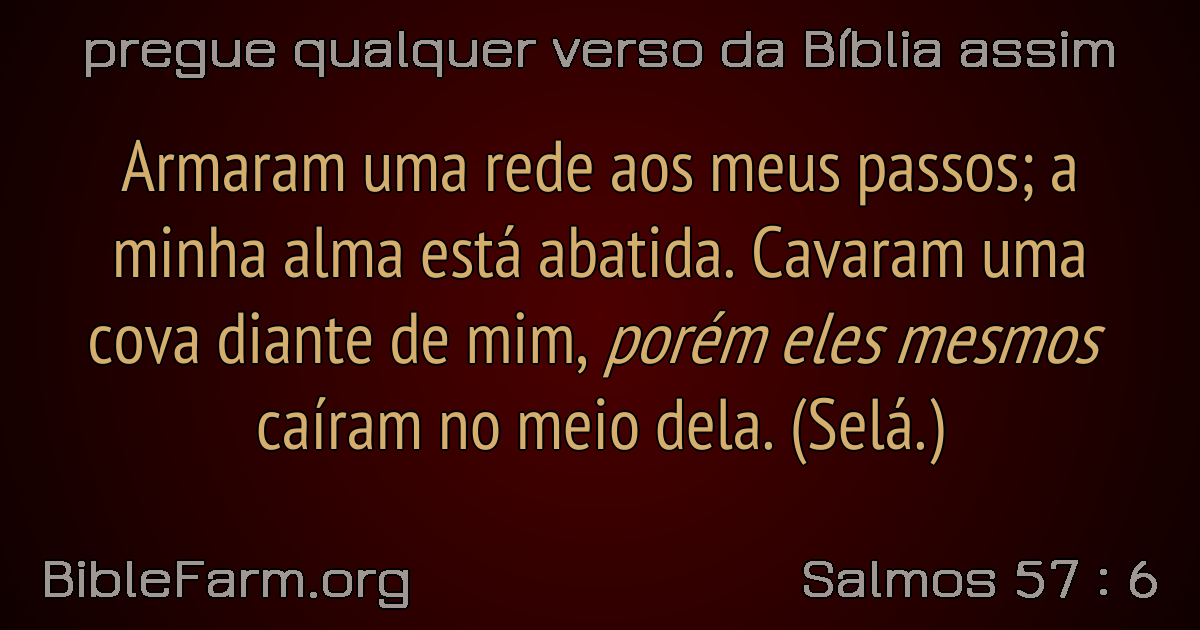 pregue qualquer verso da Bíblia assim
Armaram uma rede aos meus passos; a
minha alma está abatida. Cavaram uma
cova diante de mim, porém eles mesmos
caíram no meio dela. (Selá.)
BibleFarm.org
Salmos 57 : 6